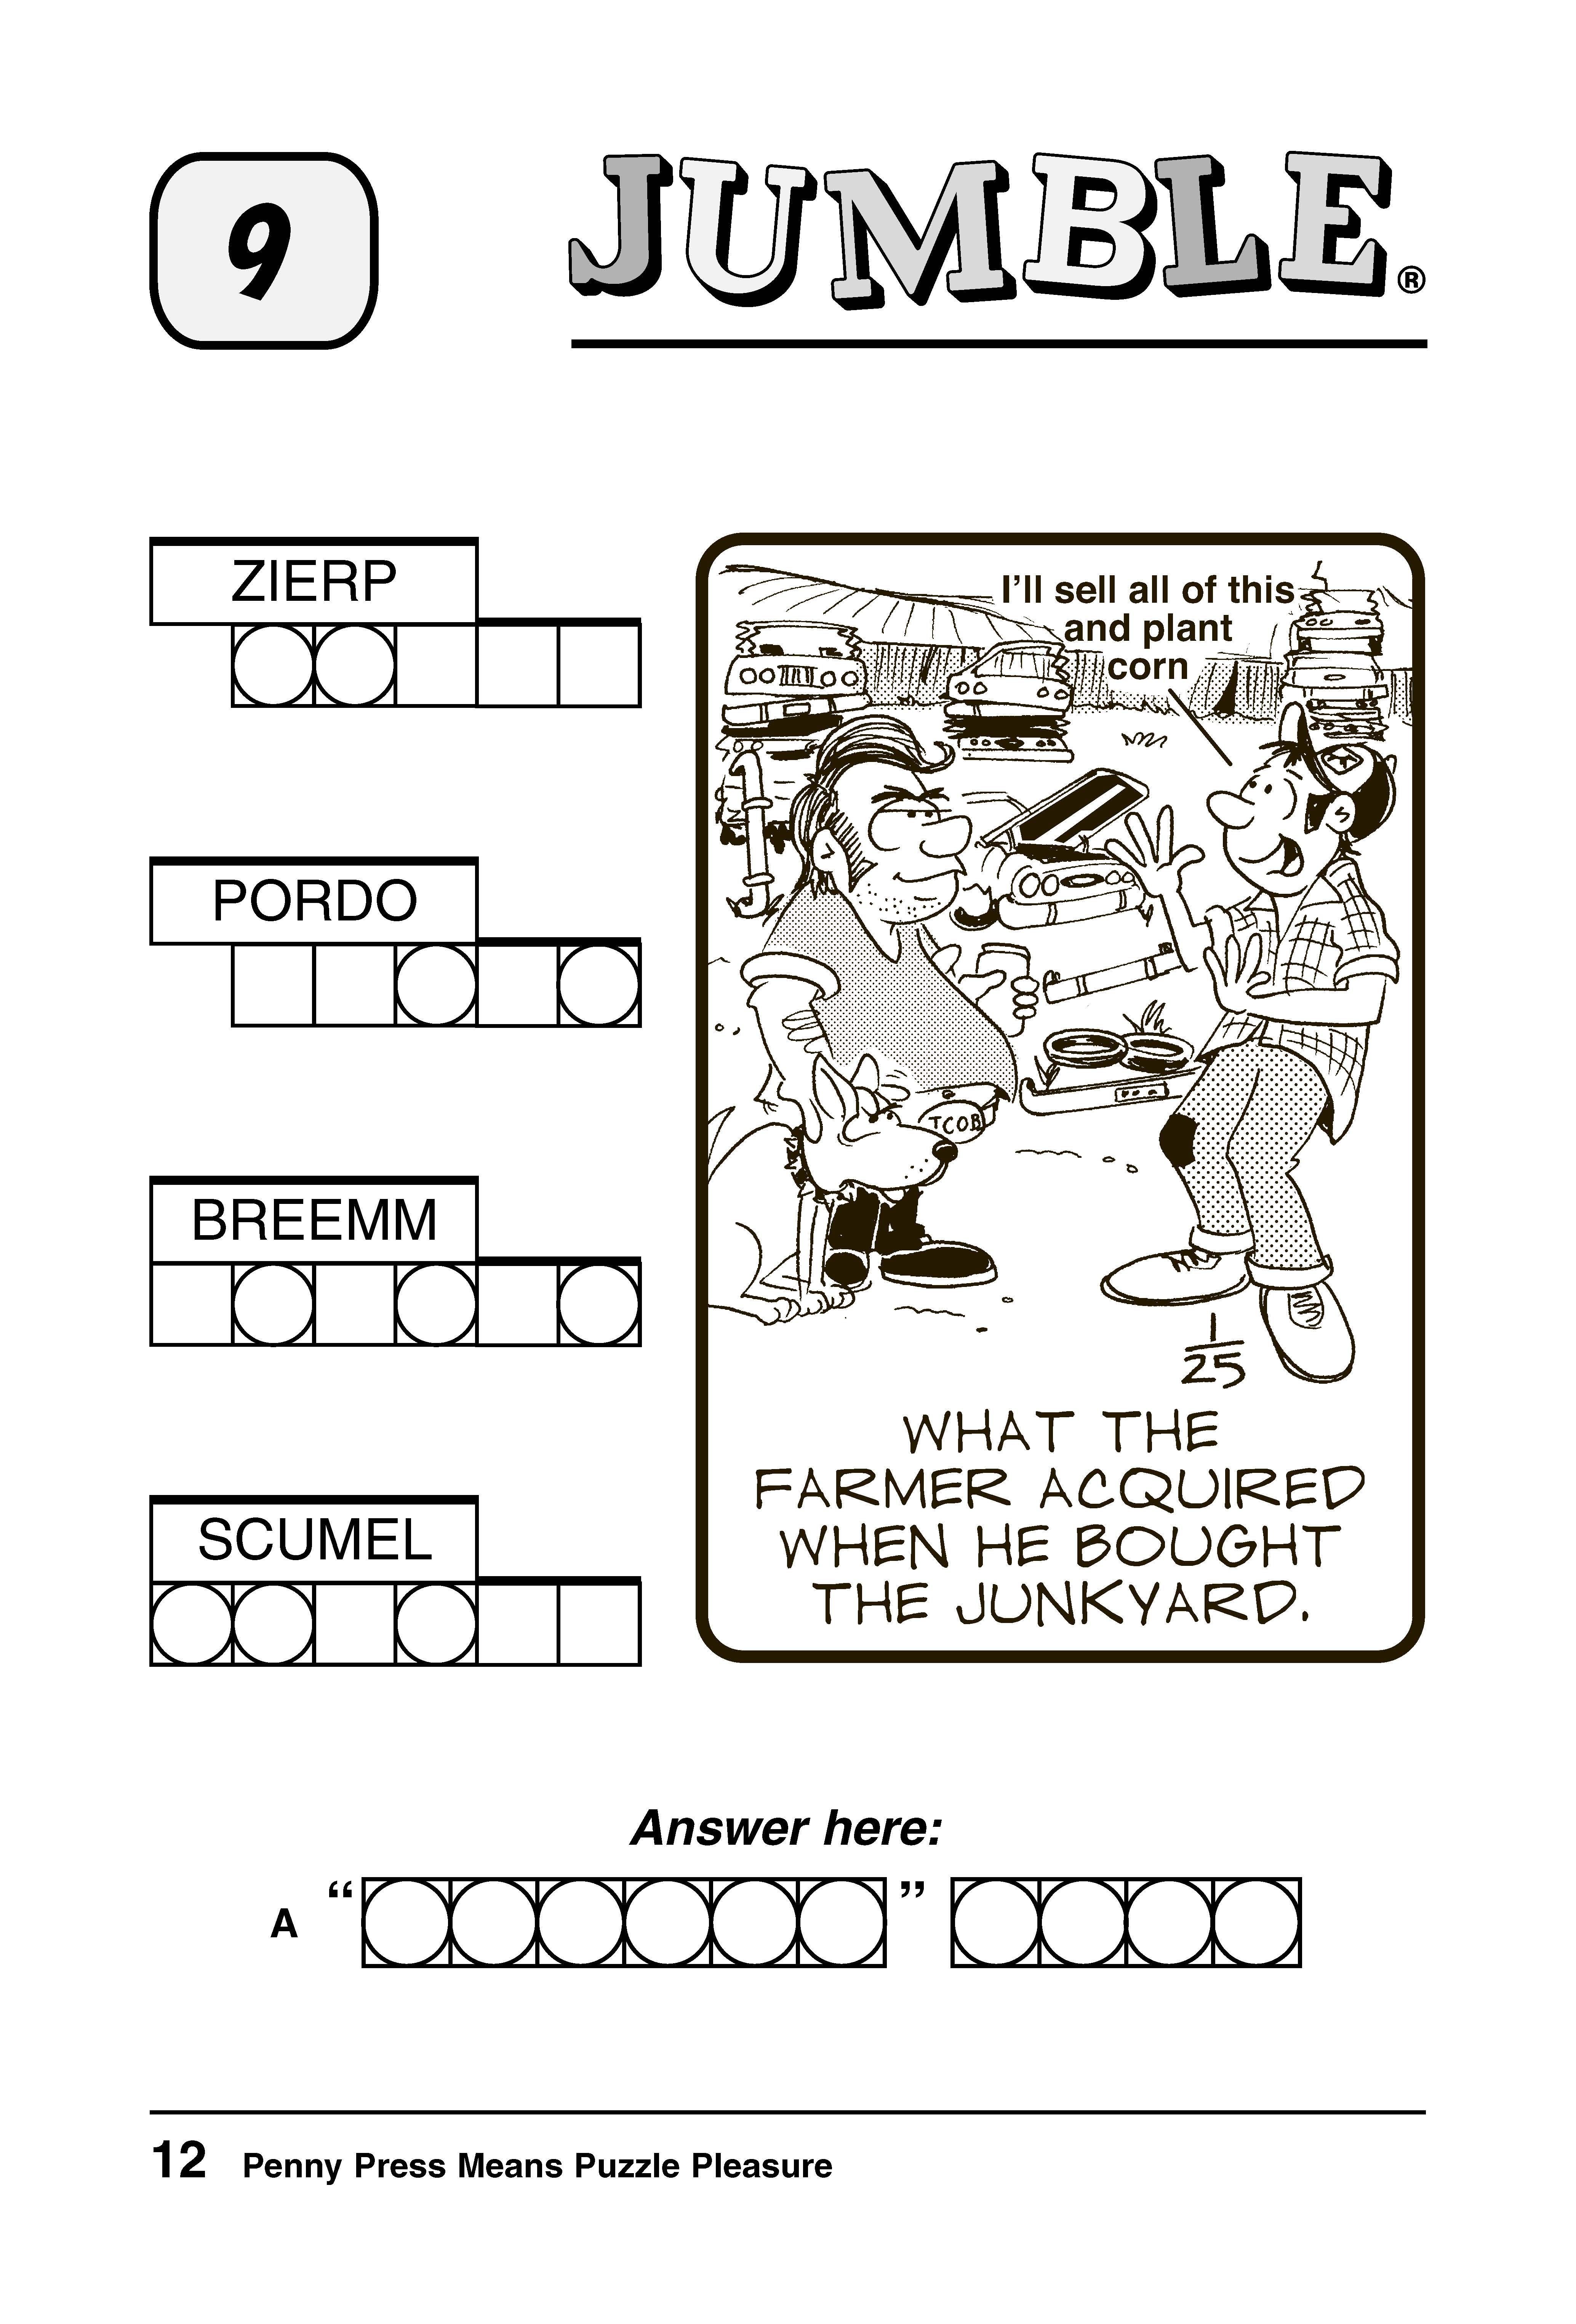 9
JUMBLE®
ZIERP
PORDO
BREEMM
SCUMEL
I’ll sell all of this
and plant
corn
TCOB
1
25
WHAT THE
FARMER ACQUIRED
WHEN HE BOUGHT
THE JUNKYARD.
Answer here:
A “ ”
12 Penny Press Means Puzzle Pleasure